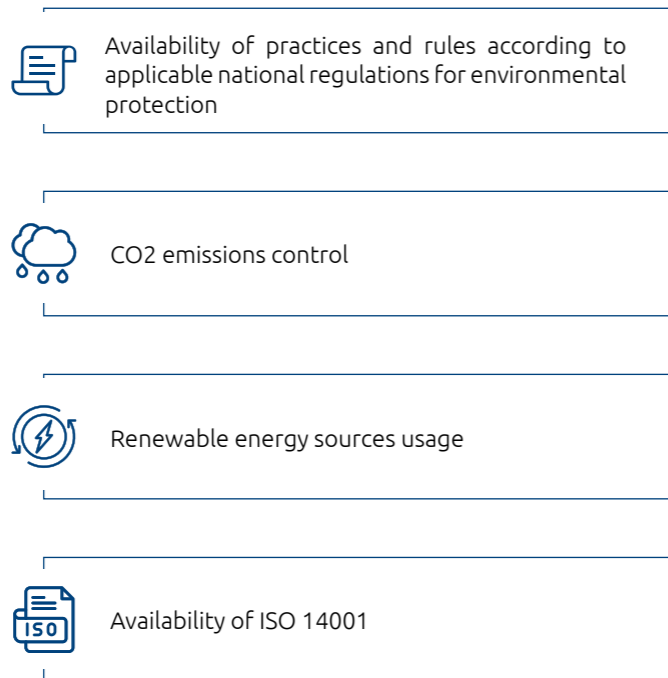 Availability of practices and rules according to
applicable national regulations for environmental
protection
CO2 emissions control
Renewable energy sources usage
ISO
Availability of ISO 14001